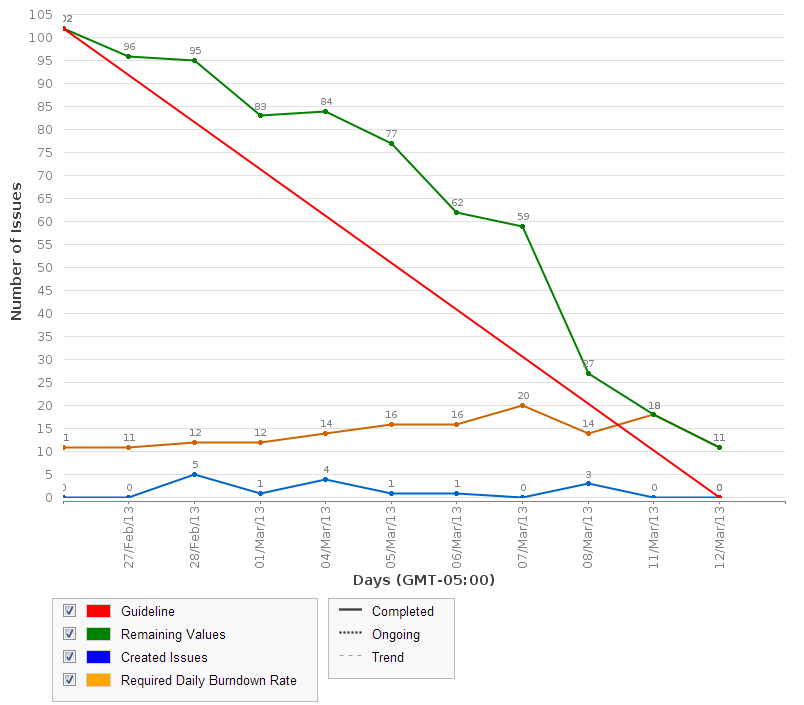 105
100
95
90
85
80
75
70
65
60
55
50
45
40
35
30
25
20
15
10
5
0
Number of Issues
02
96
95
83
84
77
62
59
27
18
11
1
11
12
12
14
16
16
20
14
0
0
5
1
4
1
1
0
3
0
0
27/Feb/13
28/Feb/13
01/Mar/13
04/Mar/13
05/Mar/13
06/Mar/13
07/Mar/13
08/Mar/13
11/Mar/13
12/Mar/13
Days (GMT-05:00)
Guideline
Remaining Values
Created Issues
Required Daily Burndown Rate
Completed
Ongoing
Trend